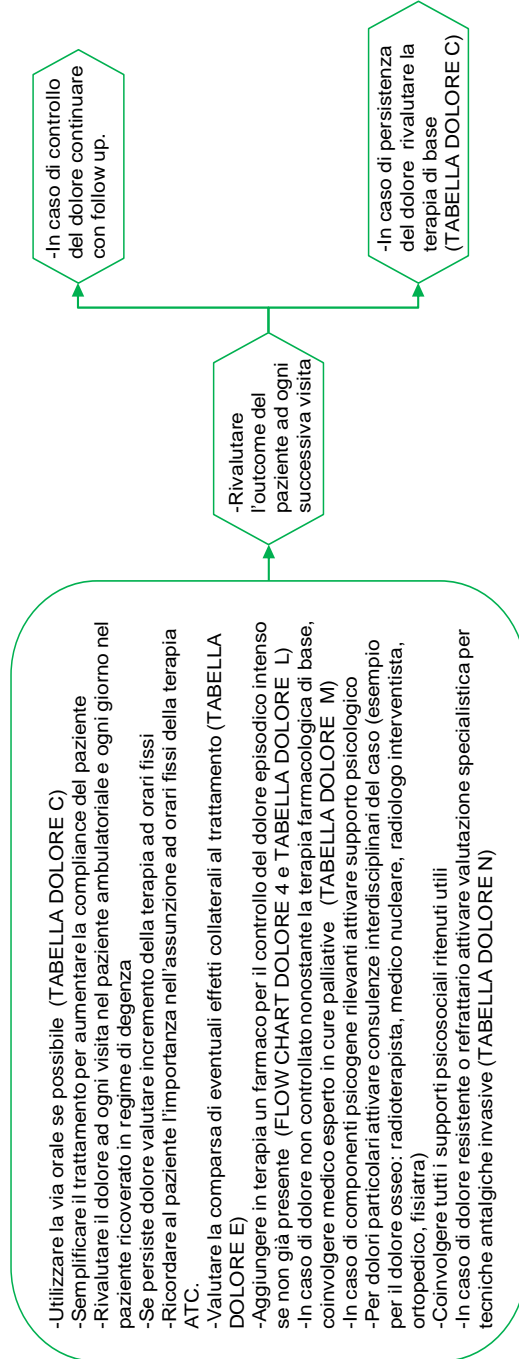 -Utilizzare la via orale se possibile (TABELLA DOLORE C)
-Semplificare il trattamento per aumentare la compliance del paziente
-Rivalutare il dolore ad ogni visita nel paziente ambulatoriale e ogni giorno nel
paziente ricoverato in regime di degenza
-Se persiste dolore valutare incremento della terapia ad orari fissi
-Ricordare al paziente l'importanza nell'assunzione ad orari fissi della terapia
ATC.
-Valutare la comparsa di eventuali effetti collaterali al trattamento (TABELLA
DOLORE E)
-Aggiungere in terapia un farmaco per il controllo del dolore episodico intenso
se non già presente (FLOW CHART DOLORE 4 e TABELLA DOLORE L)
-In caso di dolore non controllato nonostante la terapia farmacologica di base,
coinvolgere medico esperto in cure palliative (TABELLA DOLORE M)
-In caso di componenti psicogene rilevanti attivare supporto psicologico
-Per dolori particolari attivare consulenze interdisciplinari del caso (esempio
per il dolore osseo: radioterapista, medico nucleare, radiologo interventista,
ortopedico, fisiatra)
-Coinvolgere tutti i supporti psicosociali ritenuti utili
-In caso di dolore resistente o refrattario attivare valutazione specialistica per
tecniche antalgiche invasive (TABELLA DOLORE N)
-Rivalutare
l'outcome del
paziente ad ogni
successiva visita
-In caso di controllo
del dolore continuare
con follow up.
-In caso di persistenza
del dolore rivalutare la
terapia di base
(TABELLA DOLORE C)